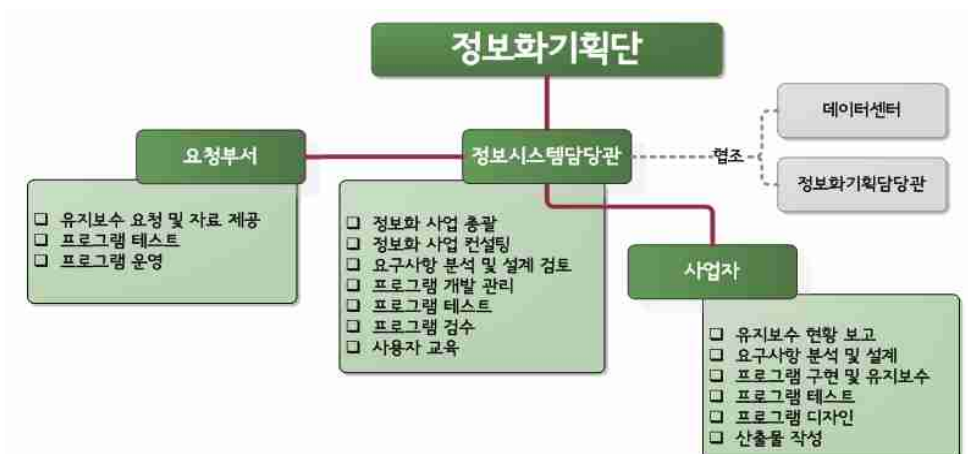 정보화기획단
데이터센터
요청부서
정보시스템담당관
협조
정보화기획담당관
❑ 유지보수 요청 및 자료 제공
❑ 프로그램 테스트
❑ 프로그램 운영
❑ 정보화 사업 총괄
❑ 정보화 사업 컨설팅
❑ 요구사항 분석 및 설계 검토
❑ 프로그램 개발 관리
❑ 프로그램 테스트
❑ 프로그램 검수
❑ 사용자 교육
사업자
❑ 유지보수 현황 보고
❑ 요구사항 분석 및 설계
❑ 프로그램 구현 및 유지보수
❑ 프로그램 테스트
❑ 프로그램 디자인
❑ 산출물 작성